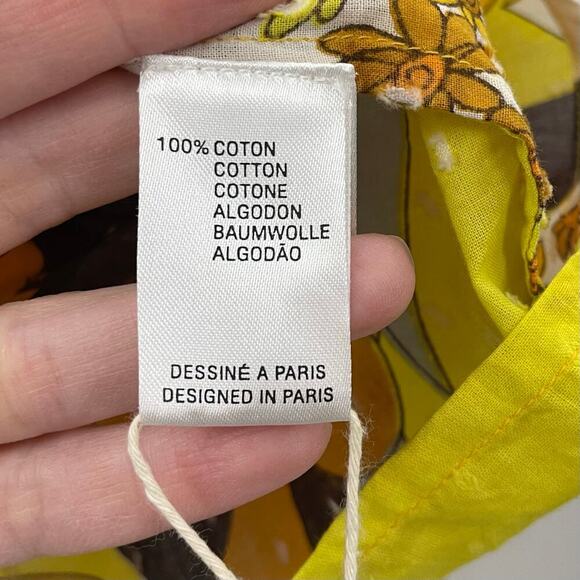 100% COTON
COTTON
COTONE
ALGODON
BAUMWOLLE
ALGODÃO
DESSINÉ A PARIS
DESIGNED IN PARIS